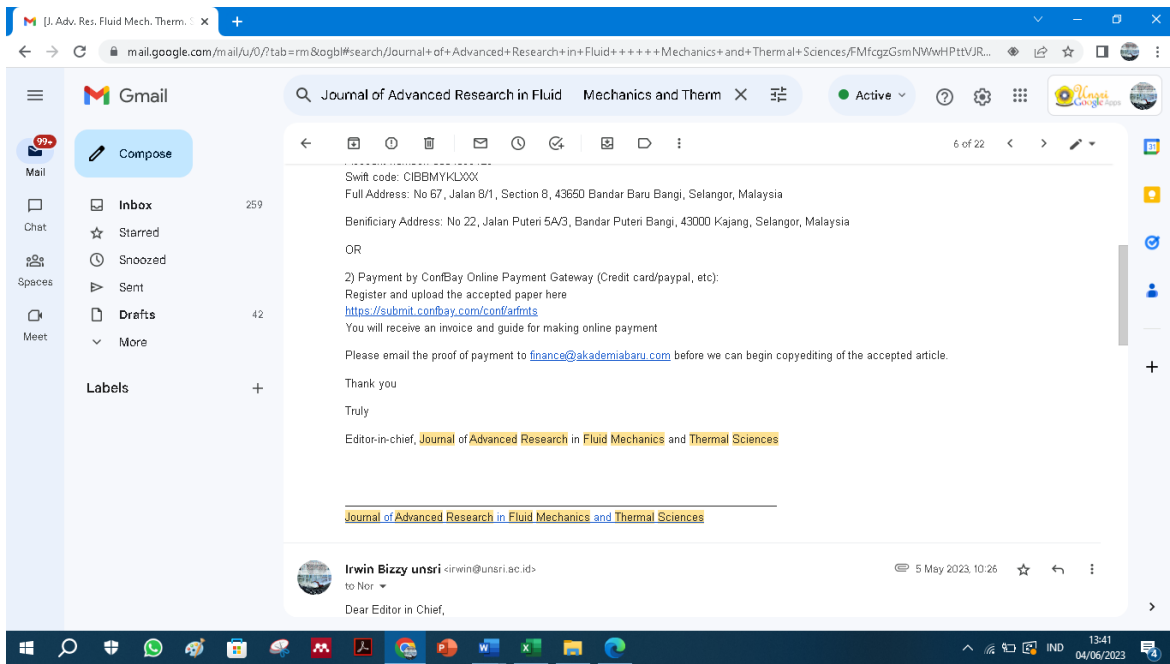 [J. Adv. Res. Fluid Mech. Therm. S
mail.google.com/mail/u/0/?tab=rm&ogbl#search/Journal+of+Advanced+Research+in+Fluid++++++Mechanics+and+Thermal+Sciences/FMfcgzGsmNWwHPttVJR...
Gmail
Journal of Advanced Research in Fluid Mechanics and Therm
Active
Google Apps
99+
Mail
Chat
Spaces
Meet
Compose
Inbox 259
Starred
Snoozed
Sent
Drafts 42
More
Labels
6 of 22
Swift code: CIBBMYKLXXX
Full Address: No 67, Jalan 8/1, Section 8, 43650 Bandar Baru Bangi, Selangor, Malaysia
Benificiary Address: No 22, Jalan Puteri 5A/3, Bandar Puteri Bangi, 43000 Kajang, Selangor, Malaysia
OR
2) Payment by ConfBay Online Payment Gateway (Credit card/paypal, etc):
Register and upload the accepted paper here
https://submit.confbay.com/conf/arfmts
You will receive an invoice and guide for making online payment
Please email the proof of payment to finance@akademiabaru.com before we can begin copyediting of the accepted article.
Thank you
Truly
Editor-in-chief, Journal of Advanced Research in Fluid Mechanics and Thermal Sciences
Journal of Advanced Research in Fluid Mechanics and Thermal Sciences
Irwin Bizzy unsri <irwin@unsri.ac.id>
5 May 2023, 10:26
to Nor
Dear Editor in Chief,
31
IND
13:41
04/06/2023
4